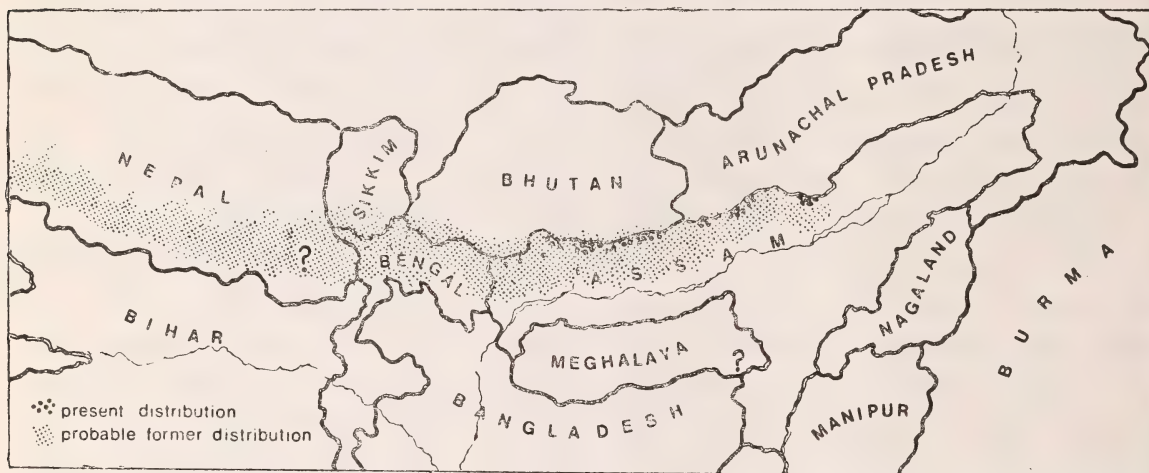 ARUNACHAL PRADESH
NEPAL
SIKKIM
BHUTAN
?
BENGAL
ASSAM
NAGALAND
BURMA
BIHAR
MEGHALAYA
?
BANGLADESH
MANIPUR
present distribution
probable former distribution